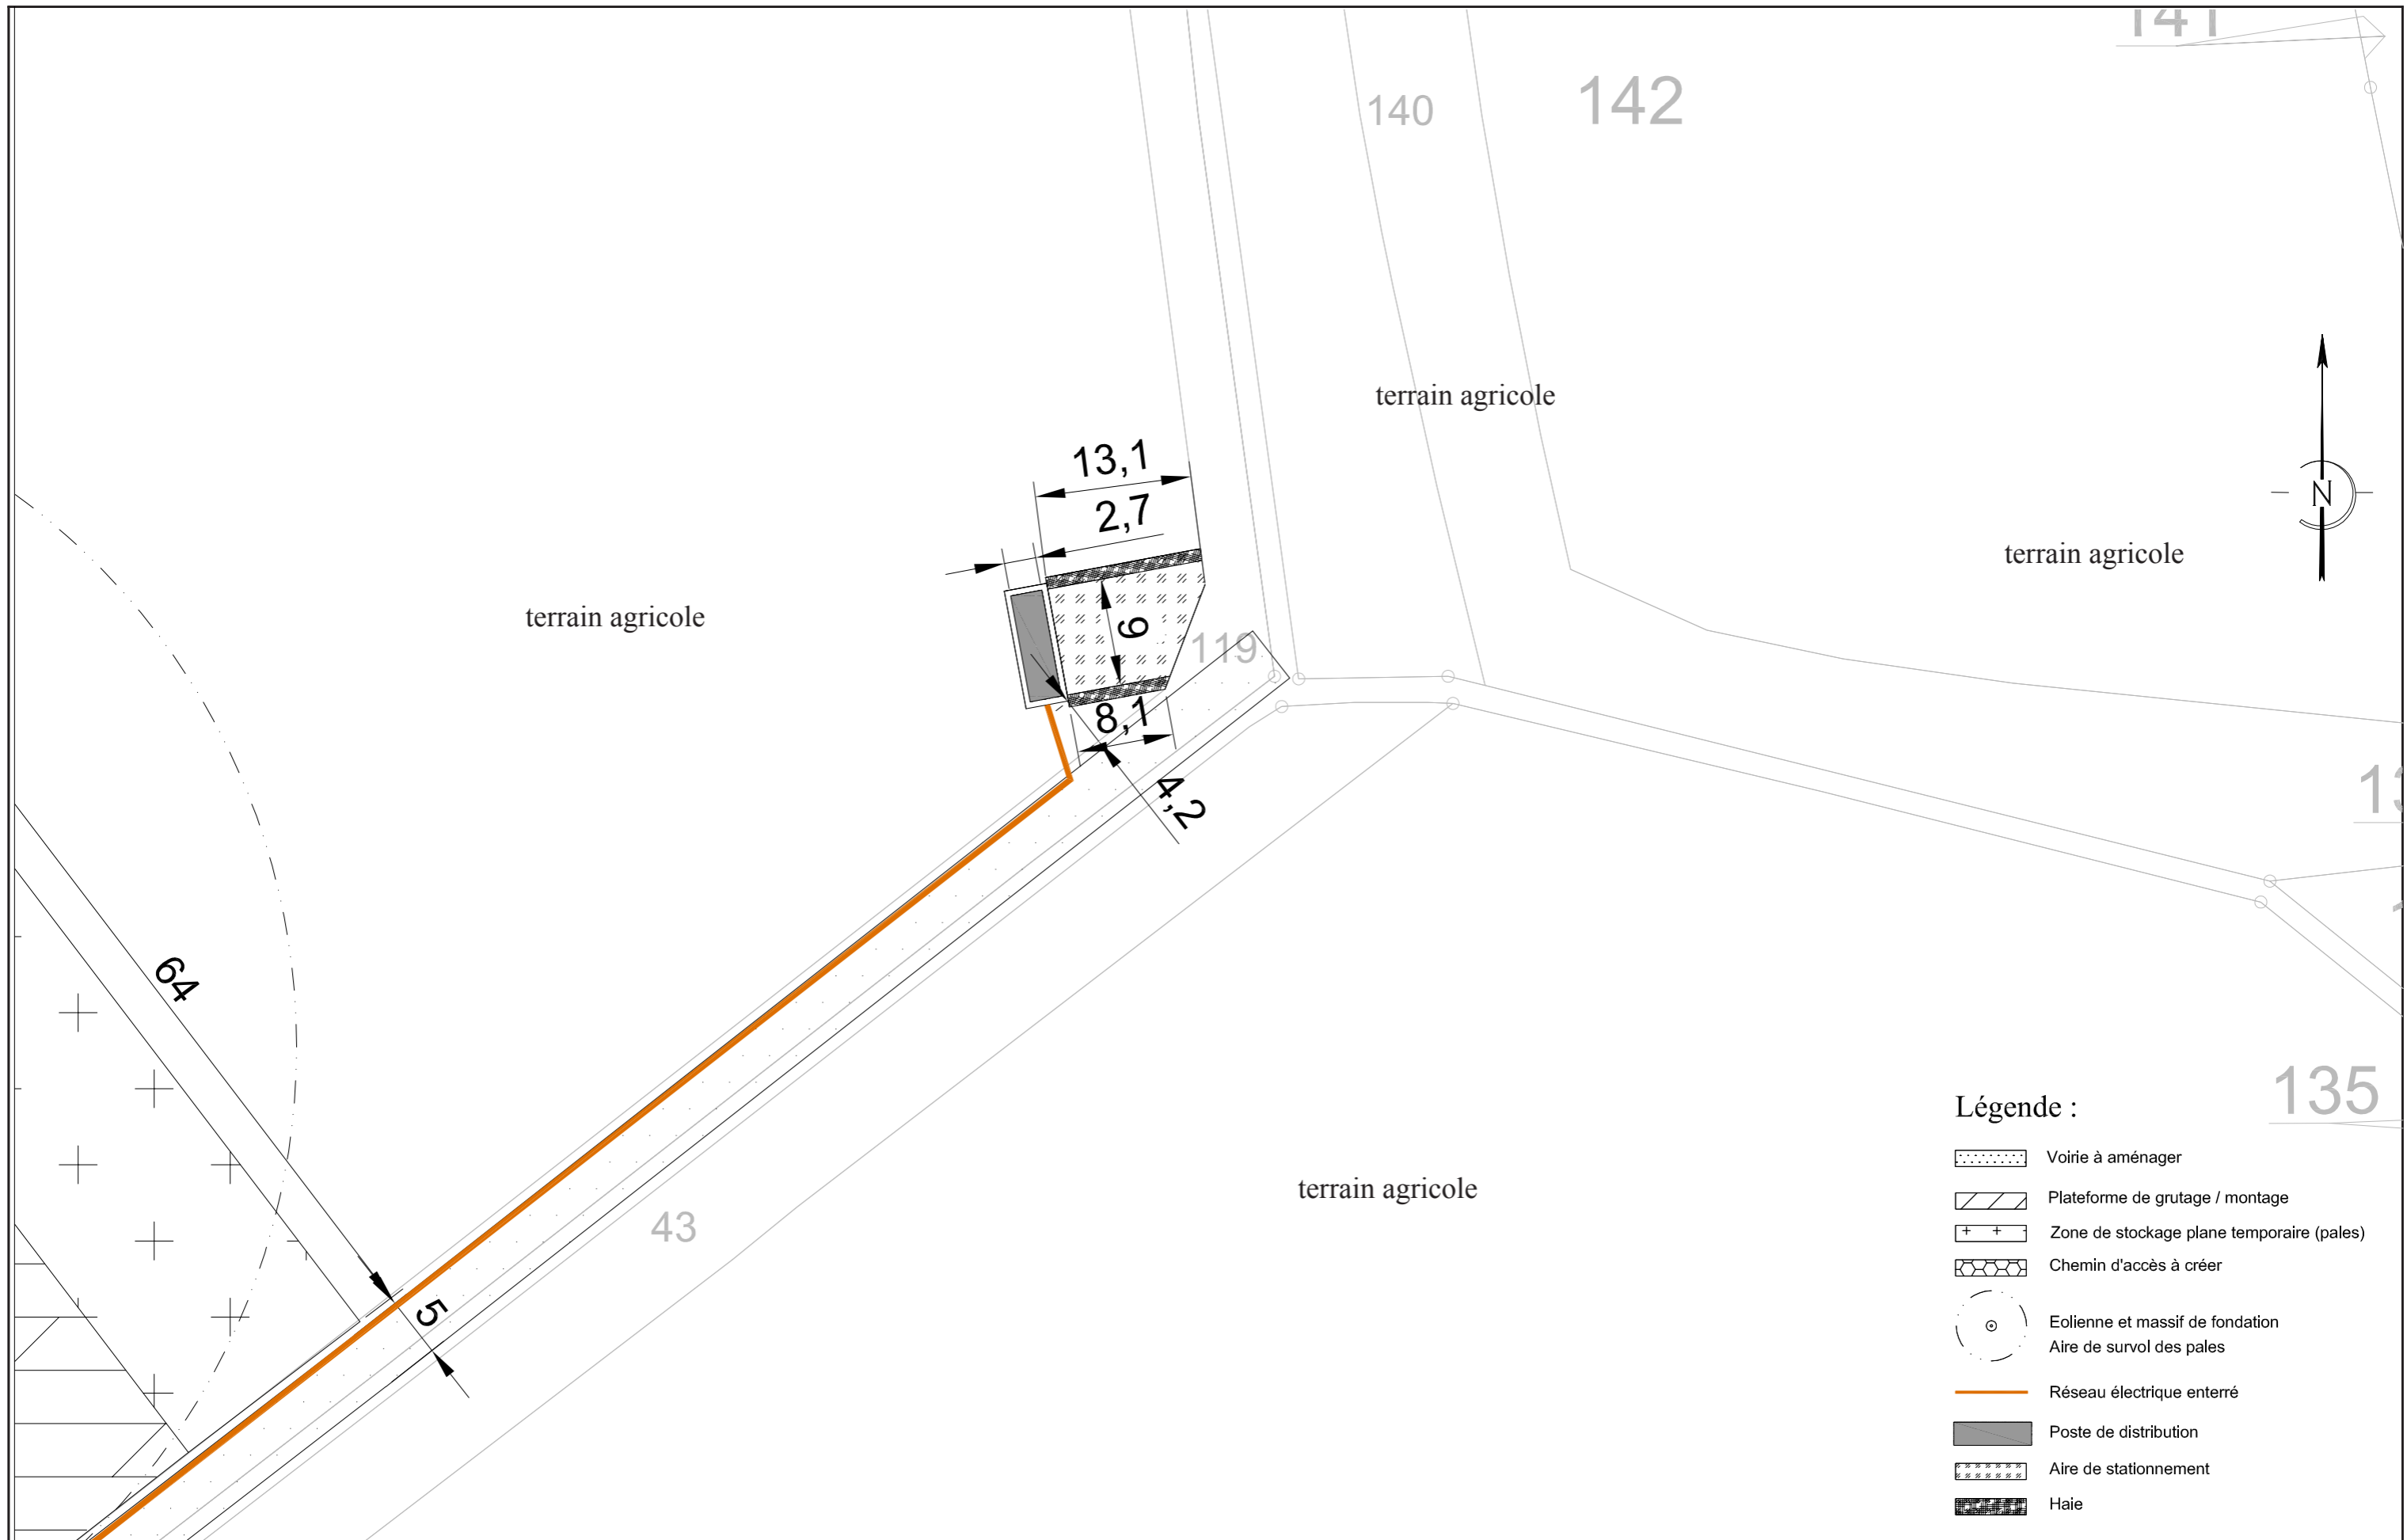 141
140
142
terrain agricole
13,1
2,7
N
terrain agricole
terrain agricole
9
119
8,1
4,2
64
5
43
terrain agricole
135
Légende :
Voirie à aménager
Plateforme de grutage / montage
Zone de stockage plane temporaire (pales)
Chemin d'accès à créer
Eolienne et massif de fondation
Aire de survol des pales
Réseau électrique enterré
Poste de distribution
Aire de stationnement
Haie